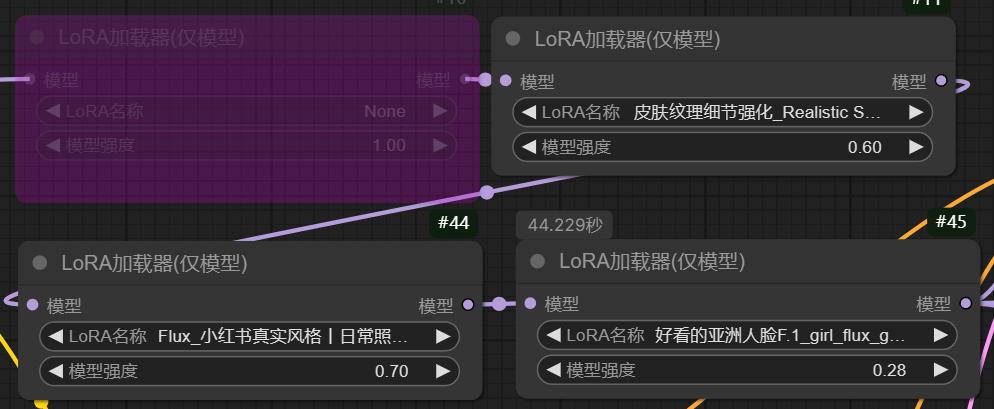 LoRA加载器(仅模型)
模型
模型
LoRA名称
None
模型强度
1.00
LoRA加载器(仅模型)
模型
模型
LoRA名称
皮肤纹理细节强化_Realistic S...
模型强度
0.60
#44
LoRA加载器(仅模型)
模型
模型
LoRA名称
Flux_小红书真实风格丨日常照...
模型强度
0.70
44.229秒
#45
LoRA加载器(仅模型)
模型
模型
LoRA名称
好看的亚洲人脸F.1_girl_flux_g...
模型强度
0.28